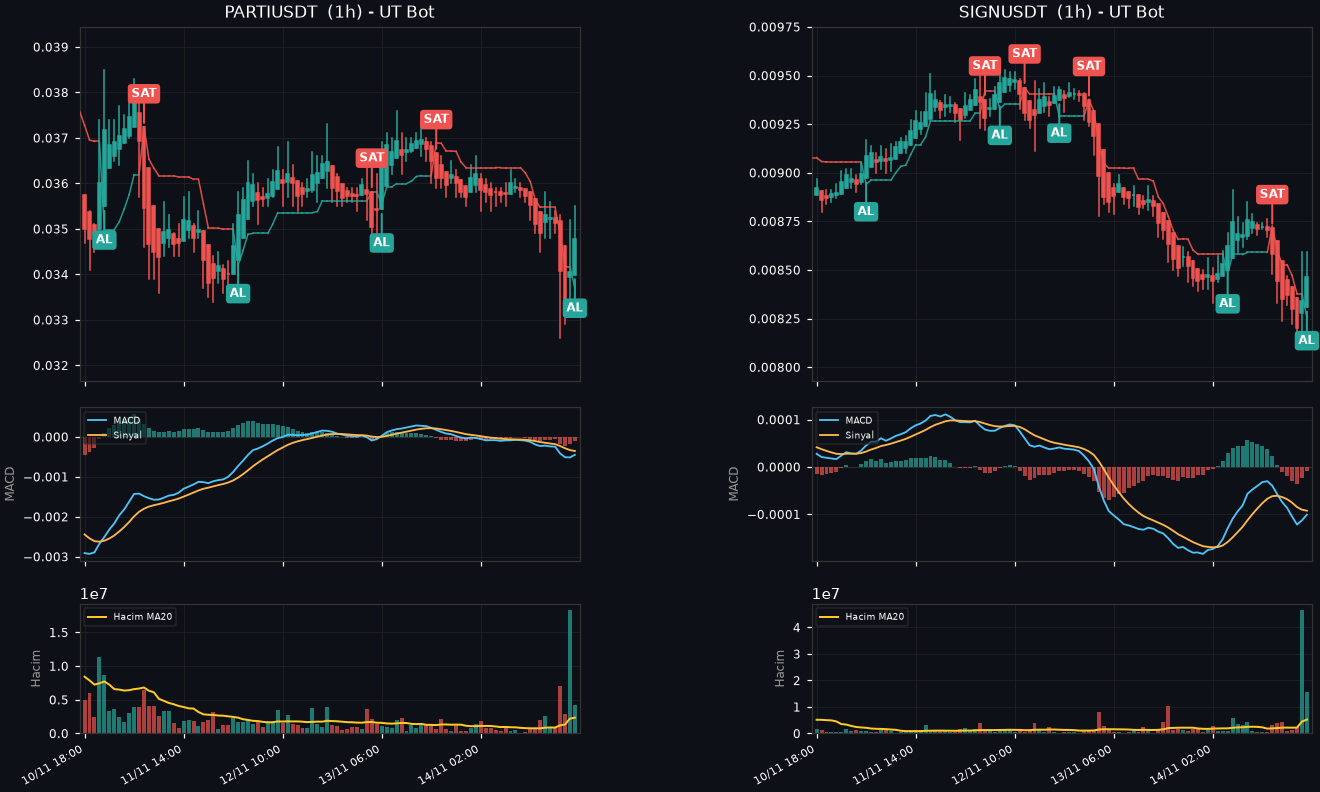 PARTIUSDT (1h) - UT Bot
0.039
0.038
0.037
0.036
0.035
0.034
0.033
0.032
SAT
SAT
SAT
AL
AL
AL
AL
MACD
Sinyal
0.000
−0.001
−0.002
−0.003
MACD
1e7
Hacim MA20
1.5
1.0
0.5
0.0
Hacim
10/11 18:00
11/11 14:00
12/11 10:00
13/11 06:00
14/11 02:00
SIGNUSDT (1h) - UT Bot
0.00975
0.00950
0.00925
0.00900
0.00875
0.00850
0.00825
0.00800
SAT
SAT
SAT
AL
AL
AL
SAT
AL
AL
MACD
Sinyal
0.0001
0.0000
−0.0001
MACD
1e7
Hacim MA20
4
3
2
1
0
Hacim
10/11 18:00
11/11 14:00
12/11 10:00
13/11 06:00
14/11 02:00